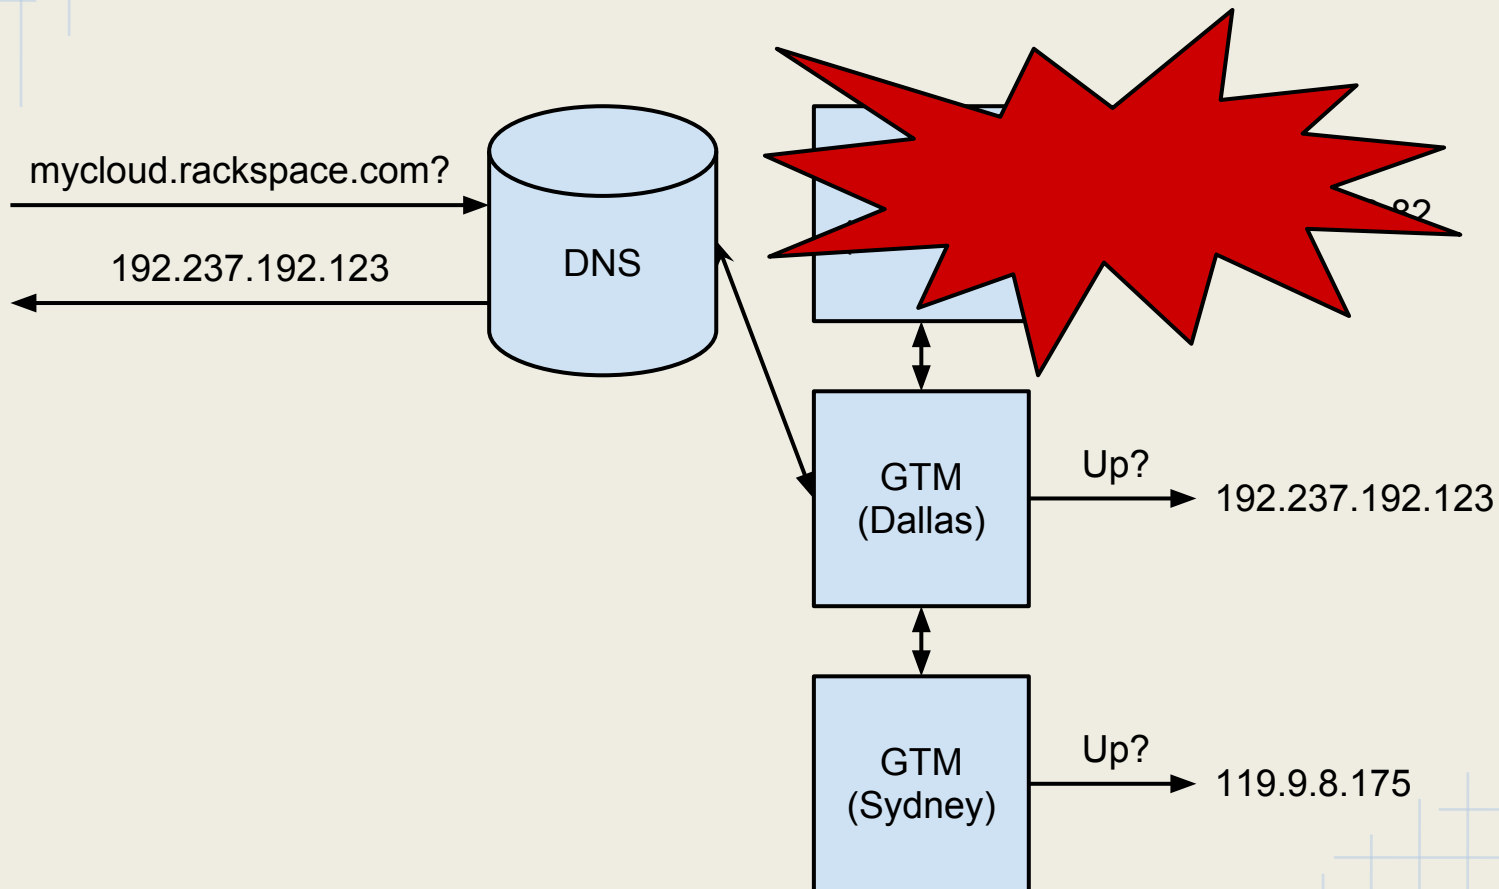 mycloud.rackspace.com?
192.237.192.123
DNS
82
GTM
(Dallas)
Up?
192.237.192.123
GTM
(Sydney)
Up?
119.9.8.175